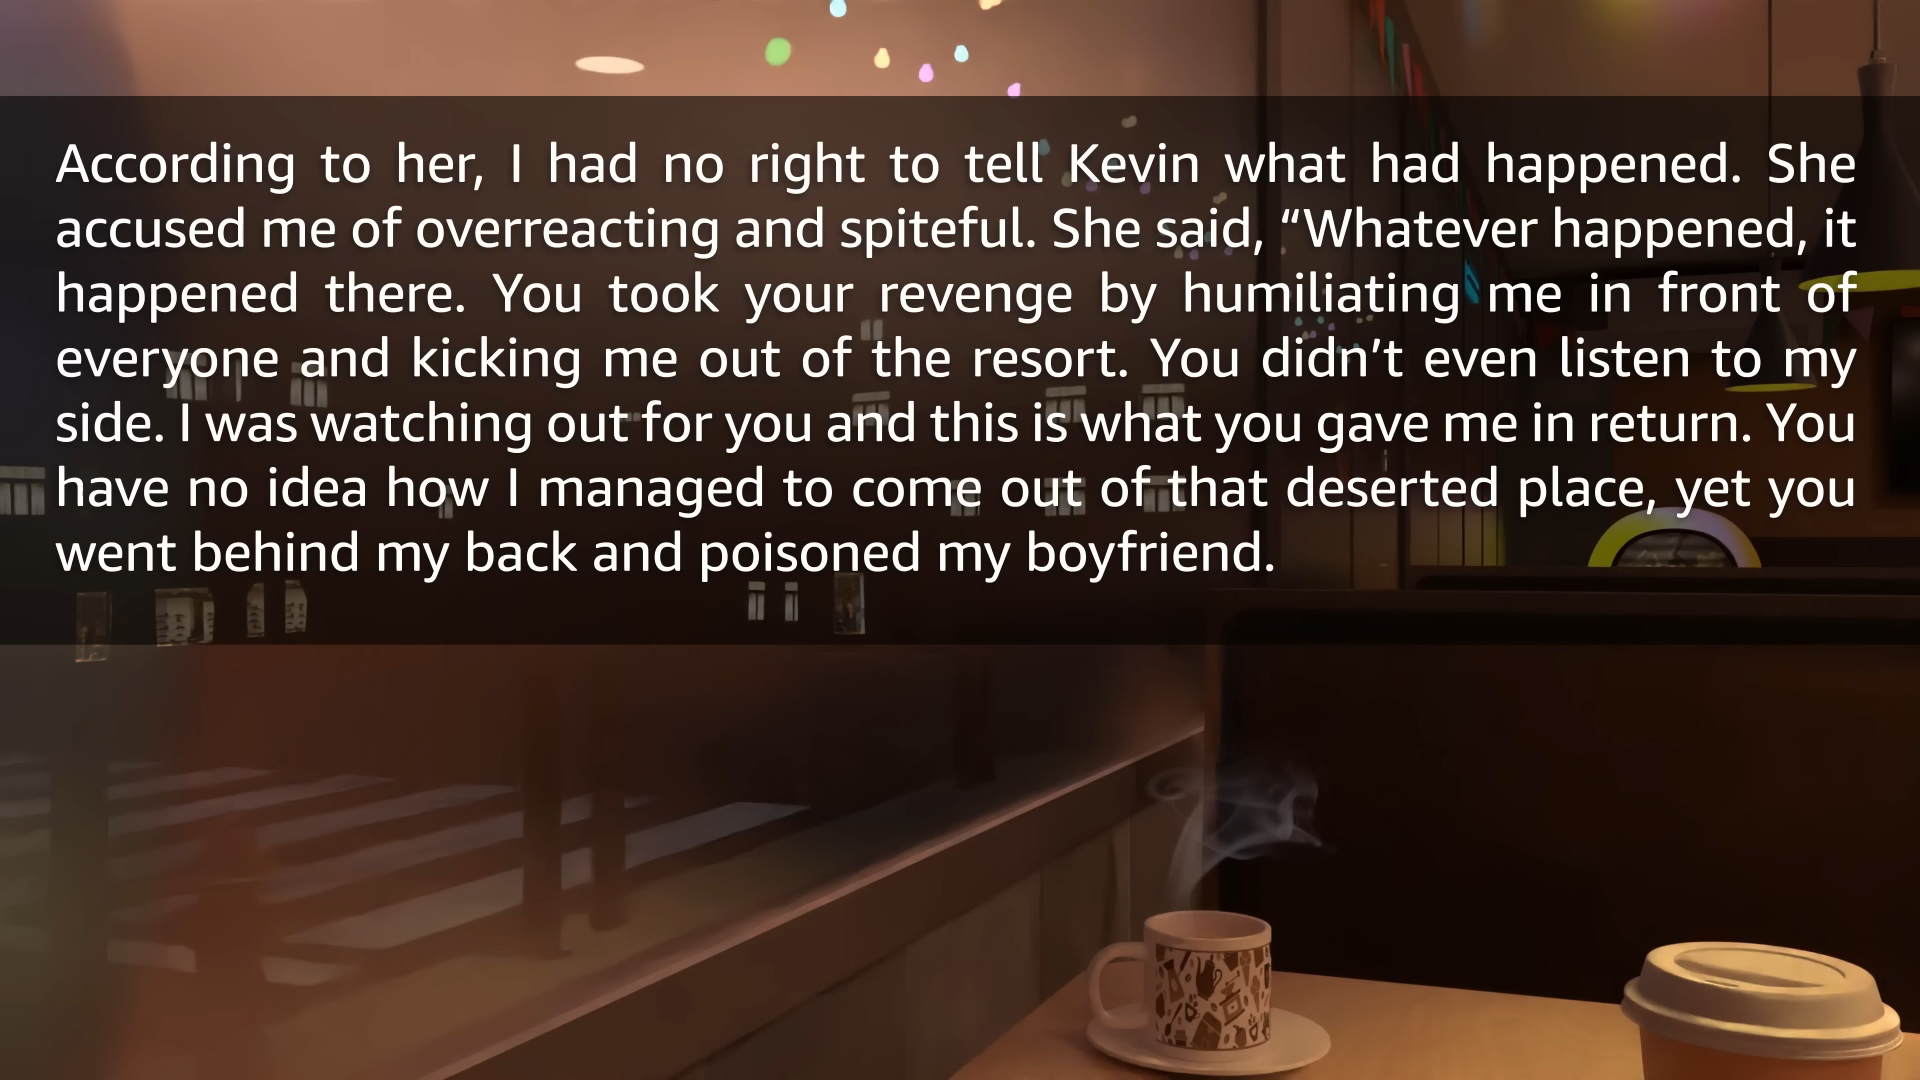 According to her, I had no right to tell Kevin what had happened. She
accused me of overreacting and spiteful. She said, “Whatever happened, it
happened there. You took your revenge by humiliating me in front of
everyone and kicking me out of the resort. You didn’t even listen to my
side. I was watching out for you and this is what you gave me in return. You
have no idea how I managed to come out of that deserted place, yet you
went behind my back and poisoned my boyfriend.